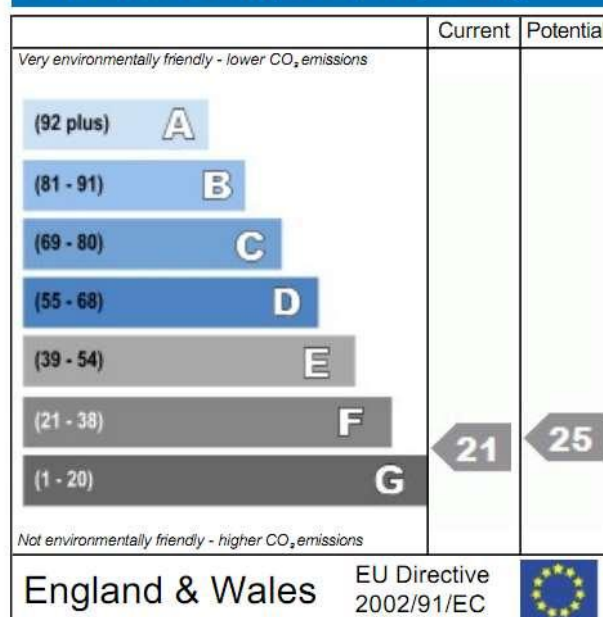 Current Potential
Very environmentally friendly - lower CO₂ emissions
(92 plus) A
(81 - 91) B
(69 - 80) C
(55 - 68) D
(39 - 54) E
(21 - 38) F
(1 - 20) G
21 25
Not environmentally friendly - higher CO₂ emissions
England & Wales
EU Directive
2002/91/EC